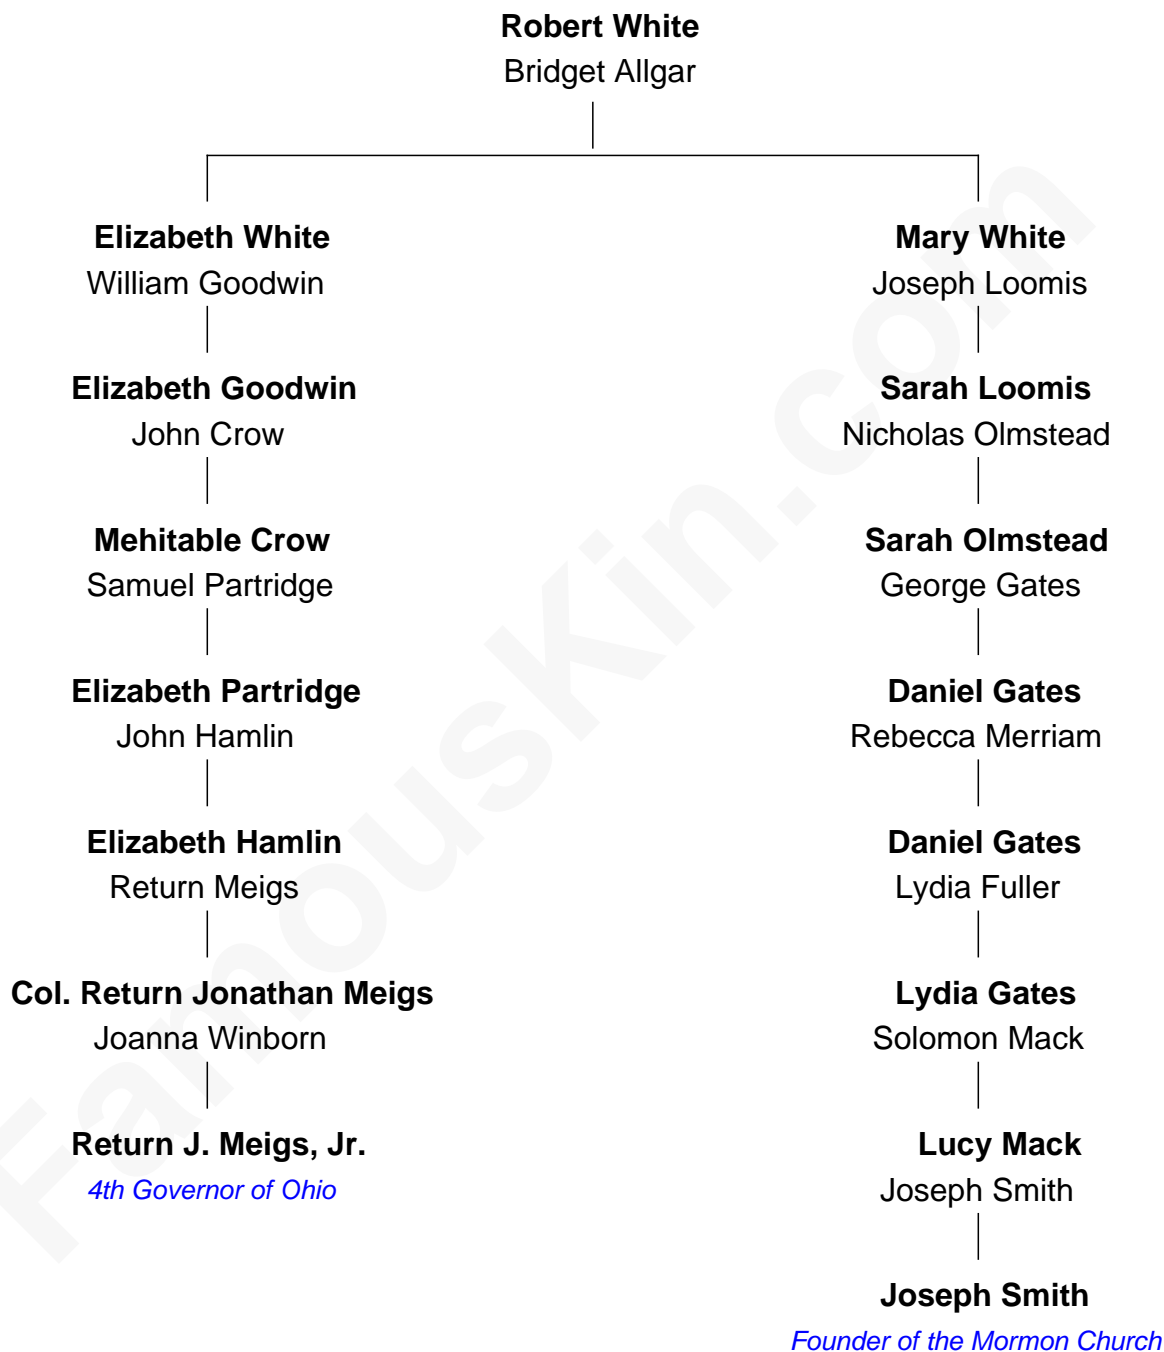 Robert White
Bridget Allgar
Elizabeth White
William Goodwin
Mary White
Joseph Loomis
Elizabeth Goodwin
John Crow
Sarah Loomis
Nicholas Olmstead
Mehitable Crow
Samuel Partridge
Sarah Olmstead
George Gates
Elizabeth Partridge
John Hamlin
Daniel Gates
Rebecca Merriam
Elizabeth Hamlin
Return Meigs
Daniel Gates
Lydia Fuller
Col. Return Jonathan Meigs
Joanna Winborn
Lydia Gates
Solomon Mack
Return J. Meigs, Jr.
4th Governor of Ohio
Lucy Mack
Joseph Smith
Joseph Smith
Founder of the Mormon Church
FamousKin.com